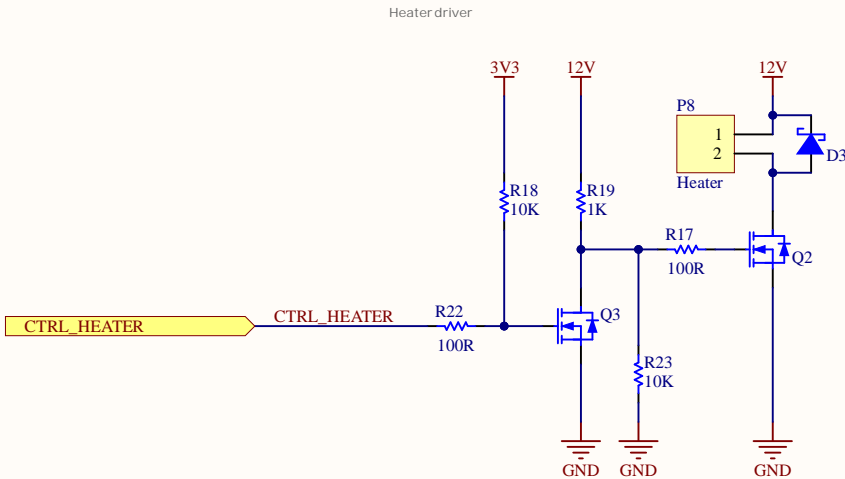 Heater driver
3V3
12V
12V
P8
1
2
Heater
D3
R18
10K
R19
1K
R17
100R
Q2
CTRL_HEATER
CTRL_HEATER
R22
100R
Q3
R23
10K
GND
GND
GND